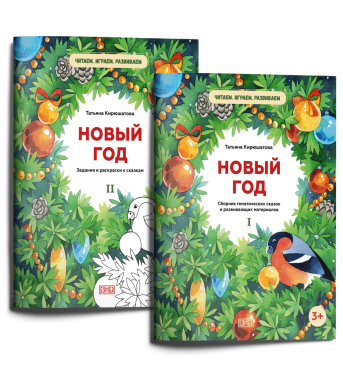 ЧИТАЕМ, ИГРАЕМ, РАЗВИВАЕМ
Татьяна Кирюшатова
НОВЫЙ
ГОД
Задания и раскраски к сказкам
II
ЧИТАЕМ, ИГРАЕМ, РАЗВИВАЕМ
Татьяна Кирюшатова
НОВЫЙ
ГОД
Сборник тематических сказок
и развивающих материалов
I
3+